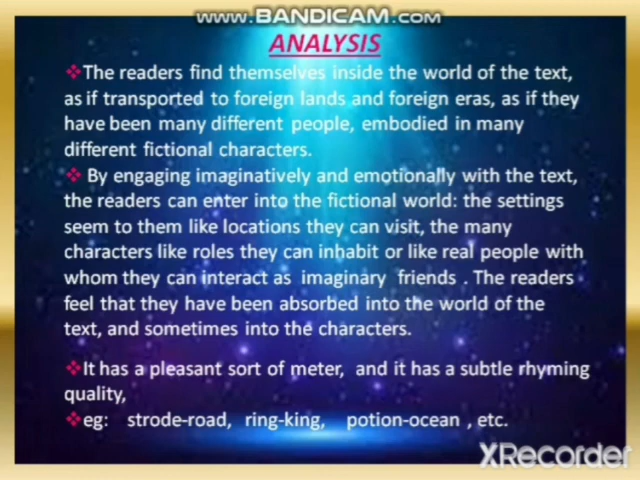 www.BANDICAM.com
ANALYSIS
❖The readers find themselves inside the world of the text,
as if transported to foreign lands and foreign eras, as if they
have been many different people, embodied in many
different fictional characters.
❖ By engaging imaginatively and emotionally with the text,
the readers can enter into the fictional world: the settings
seem to them like locations they can visit, the many
characters like roles they can inhabit or like real people with
whom they can interact as imaginary friends . The readers
feel that they have been absorbed into the world of the
text, and sometimes into the characters.
❖It has a pleasant sort of meter, and it has a subtle rhyming
quality,
❖eg: strode-road, ring-king, potion-ocean , etc.
XRecorder